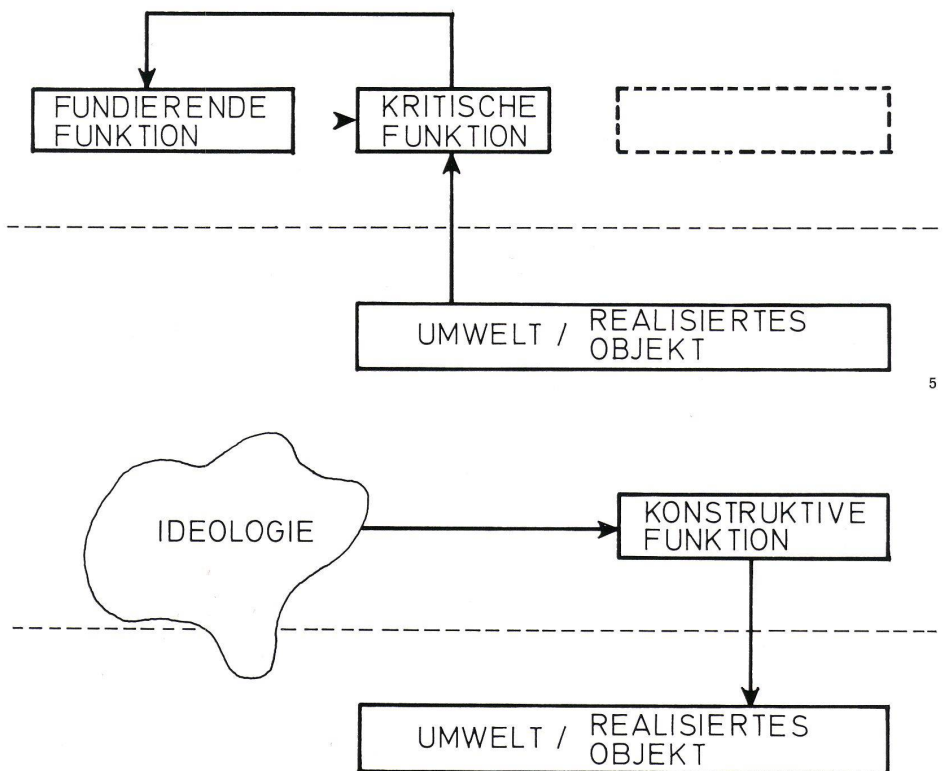 FUNDIERENDE
FUNKTION
KRITISCHE
FUNKTION
UMWELT / REALISIERTES
OBJEKT
5
IDEOLOGIE
KONSTRUKTIVE
FUNKTION
UMWELT / REALISIERTES
OBJEKT